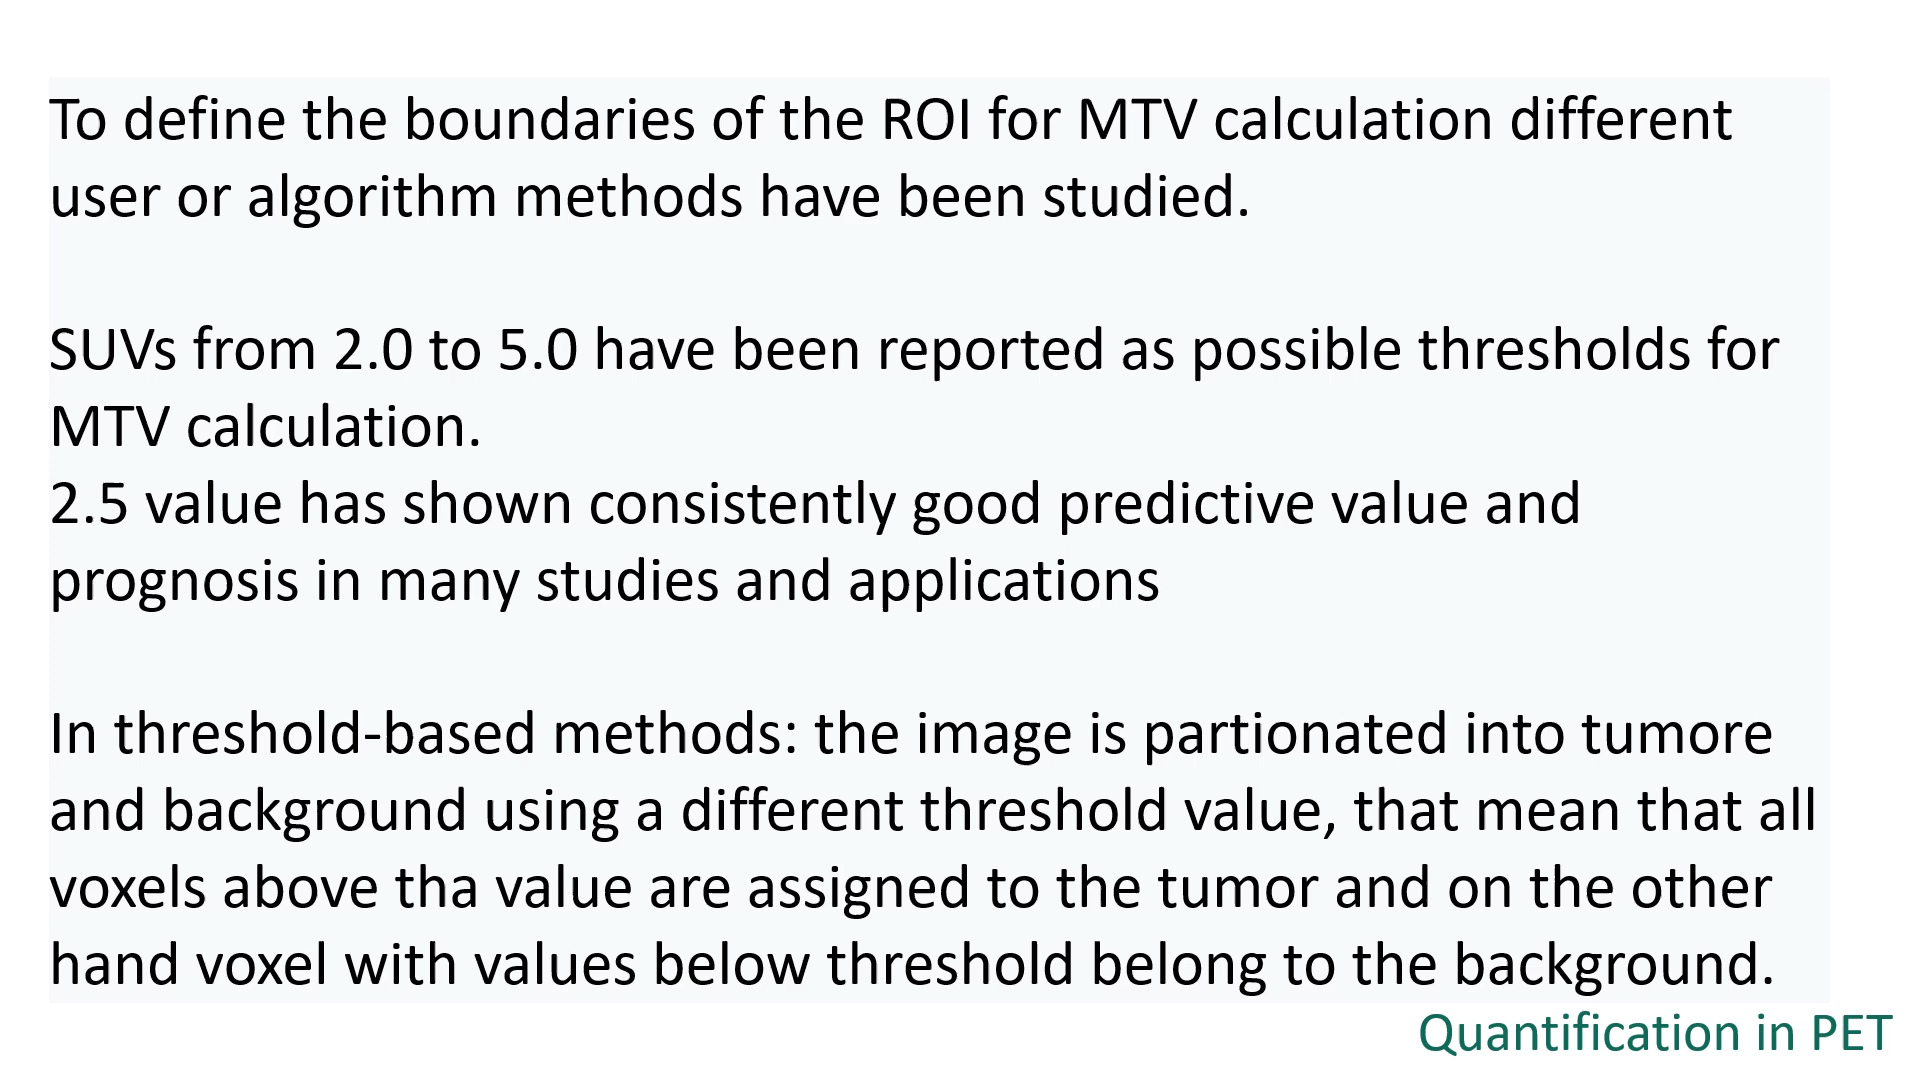 To define the boundaries of the ROI for MTV calculation different
user or algorithm methods have been studied.
SUVs from 2.0 to 5.0 have been reported as possible thresholds for
MTV calculation.
2.5 value has shown consistently good predictive value and
prognosis in many studies and applications
In threshold-based methods: the image is partionated into tumore
and background using a different threshold value, that mean that all
voxels above tha value are assigned to the tumor and on the other
hand voxel with values below threshold belong to the background.
Quantification in PET